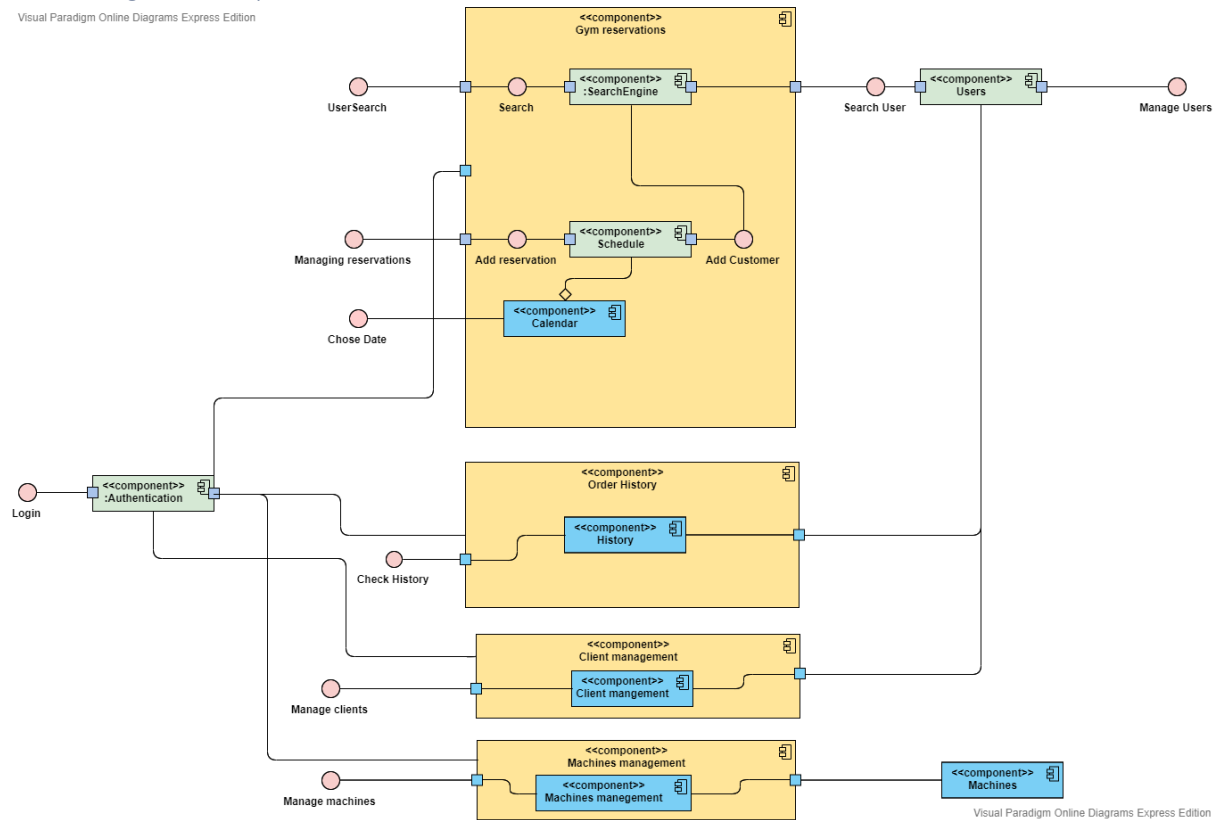 Visual Paradigm Online Diagrams Express Edition
<<component>>
Gym reservations
<<component>>
:SearchEngine
<<component>>
Users
UserSearch
Search
Search User
Manage Users
<<component>>
Schedule
Managing reservations
Add reservation
Add Customer
<<component>>
Calendar
Chose Date
<<component>>
Order History
<<component>>
:Authentication
Login
<<component>>
History
Check History
<<component>>
Client management
<<component>>
Client mangement
Manage clients
<<component>>
Machines management
<<component>>
Machines manegement
<<component>>
Machines
Manage machines
Visual Paradigm Online Diagrams Express Edition